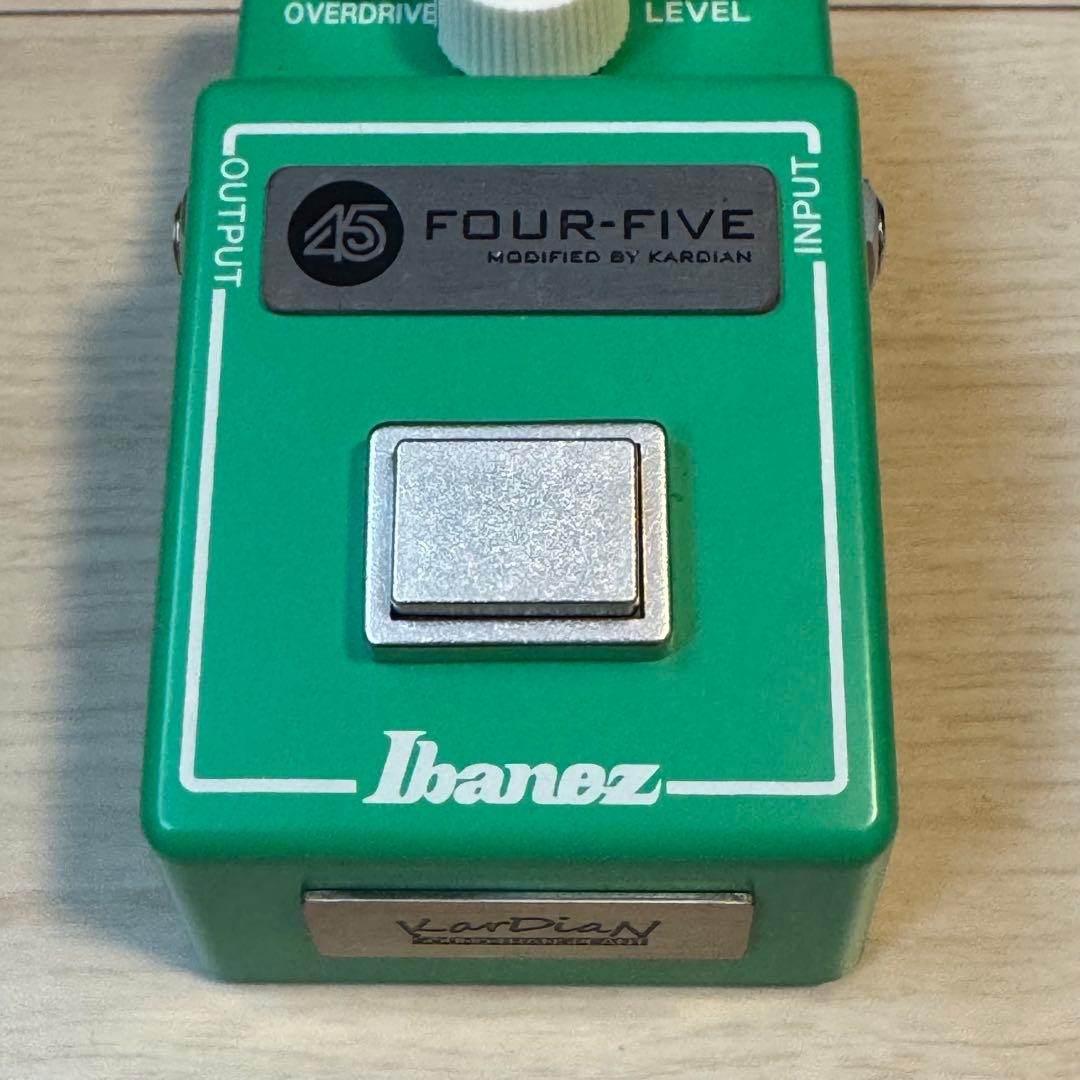 OVERDRIVE
LEVEL
OUTPUT
INPUT
45
FOUR-FIVE
MODIFIED BY KARDIAN
Ibanez
KarDiaN